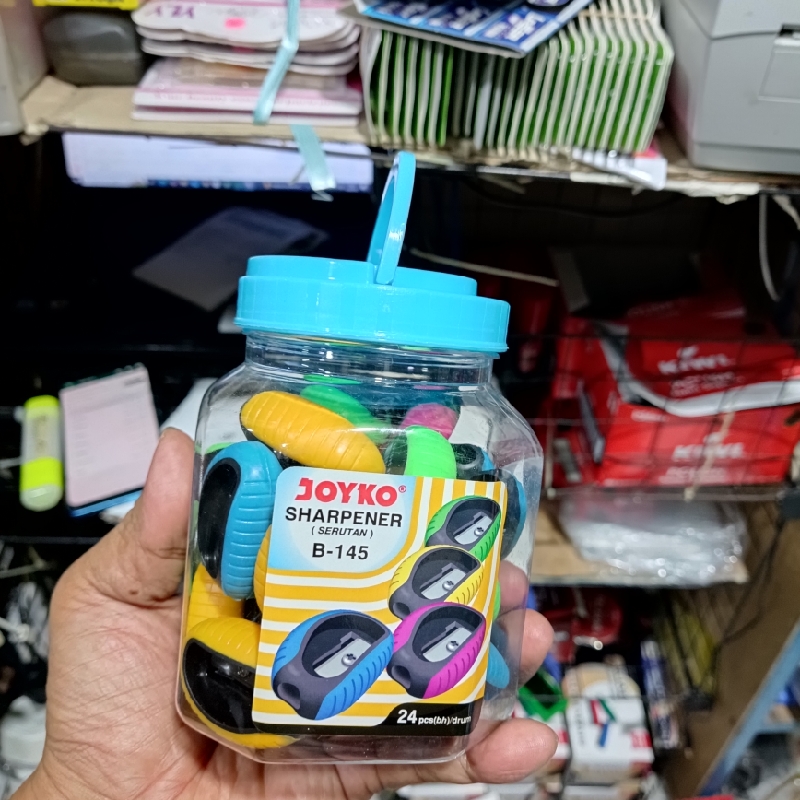 JOYKO®
SHARPENER
( SERUTAN )
B-145
24 pcs(bh)/drum